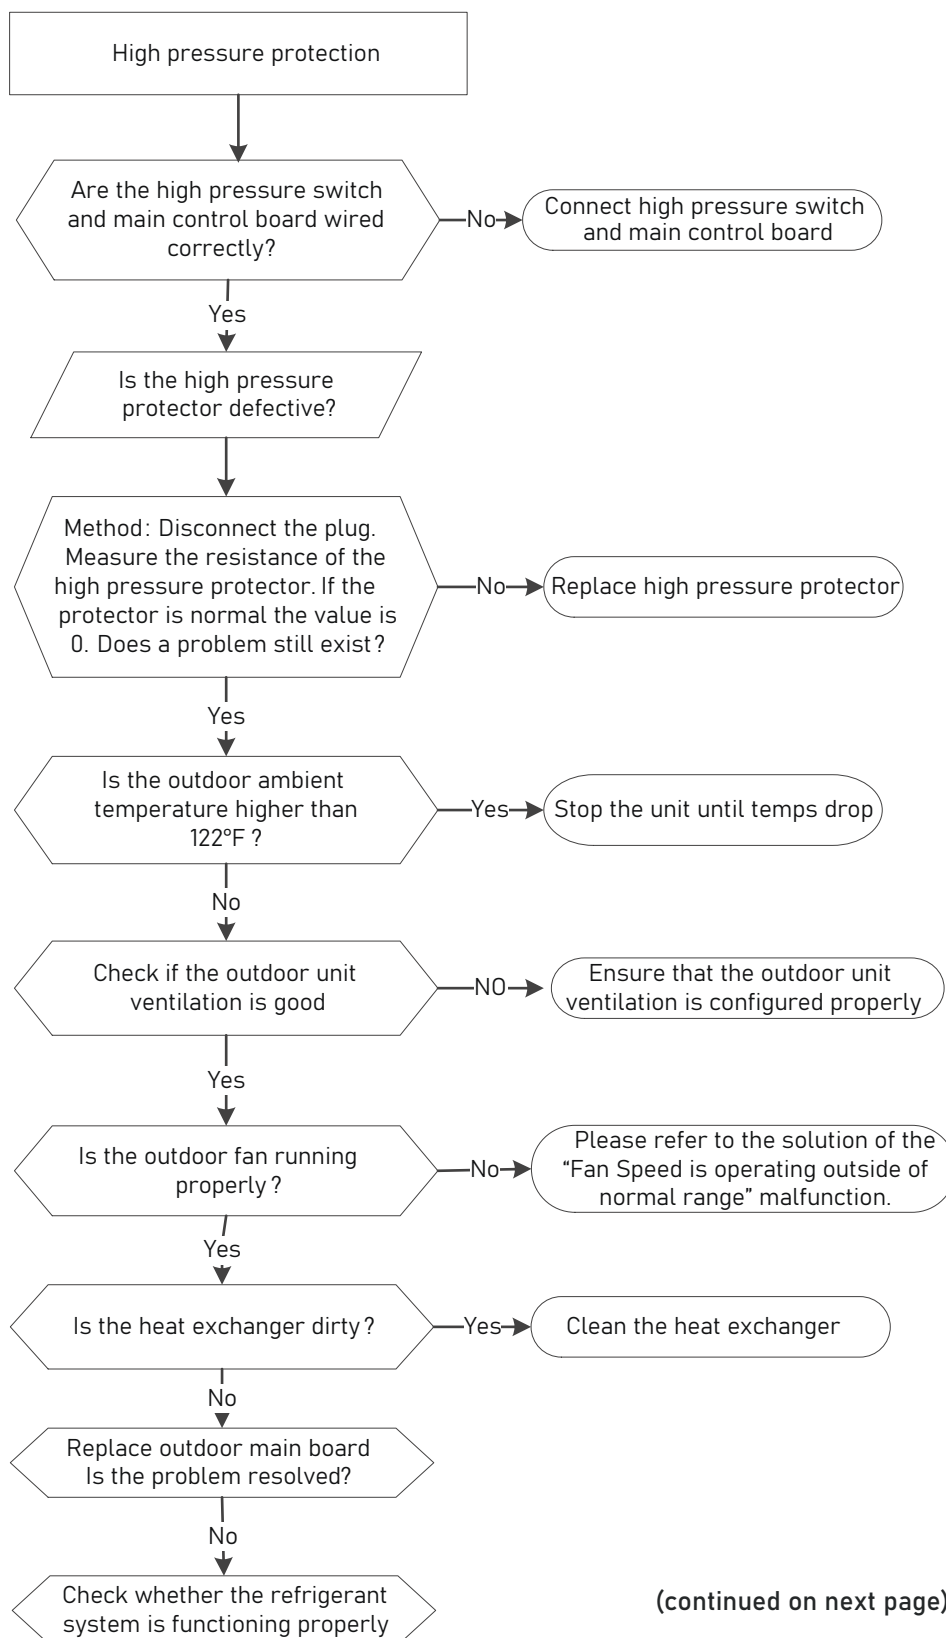 High pressure protection
Are the high pressure switch
and main control board wired
correctly?
No
Connect high pressure switch
and main control board
Yes
Is the high pressure
protector defective?
Method: Disconnect the plug.
Measure the resistance of the
high pressure protector. If the
protector is normal the value is
0. Does a problem still exist?
No
Replace high pressure protector
Yes
Is the outdoor ambient
temperature higher than
122°F ?
Yes
Stop the unit until temps drop
No
Check if the outdoor unit
ventilation is good
NO
Ensure that the outdoor unit
ventilation is configured properly
Yes
Is the outdoor fan running
properly?
No
Please refer to the solution of the
“Fan Speed is operating outside of
normal range” malfunction.
Yes
Is the heat exchanger dirty?
Yes
Clean the heat exchanger
No
Replace outdoor main board
Is the problem resolved?
No
Check whether the refrigerant
system is functioning properly
(continued on next page)